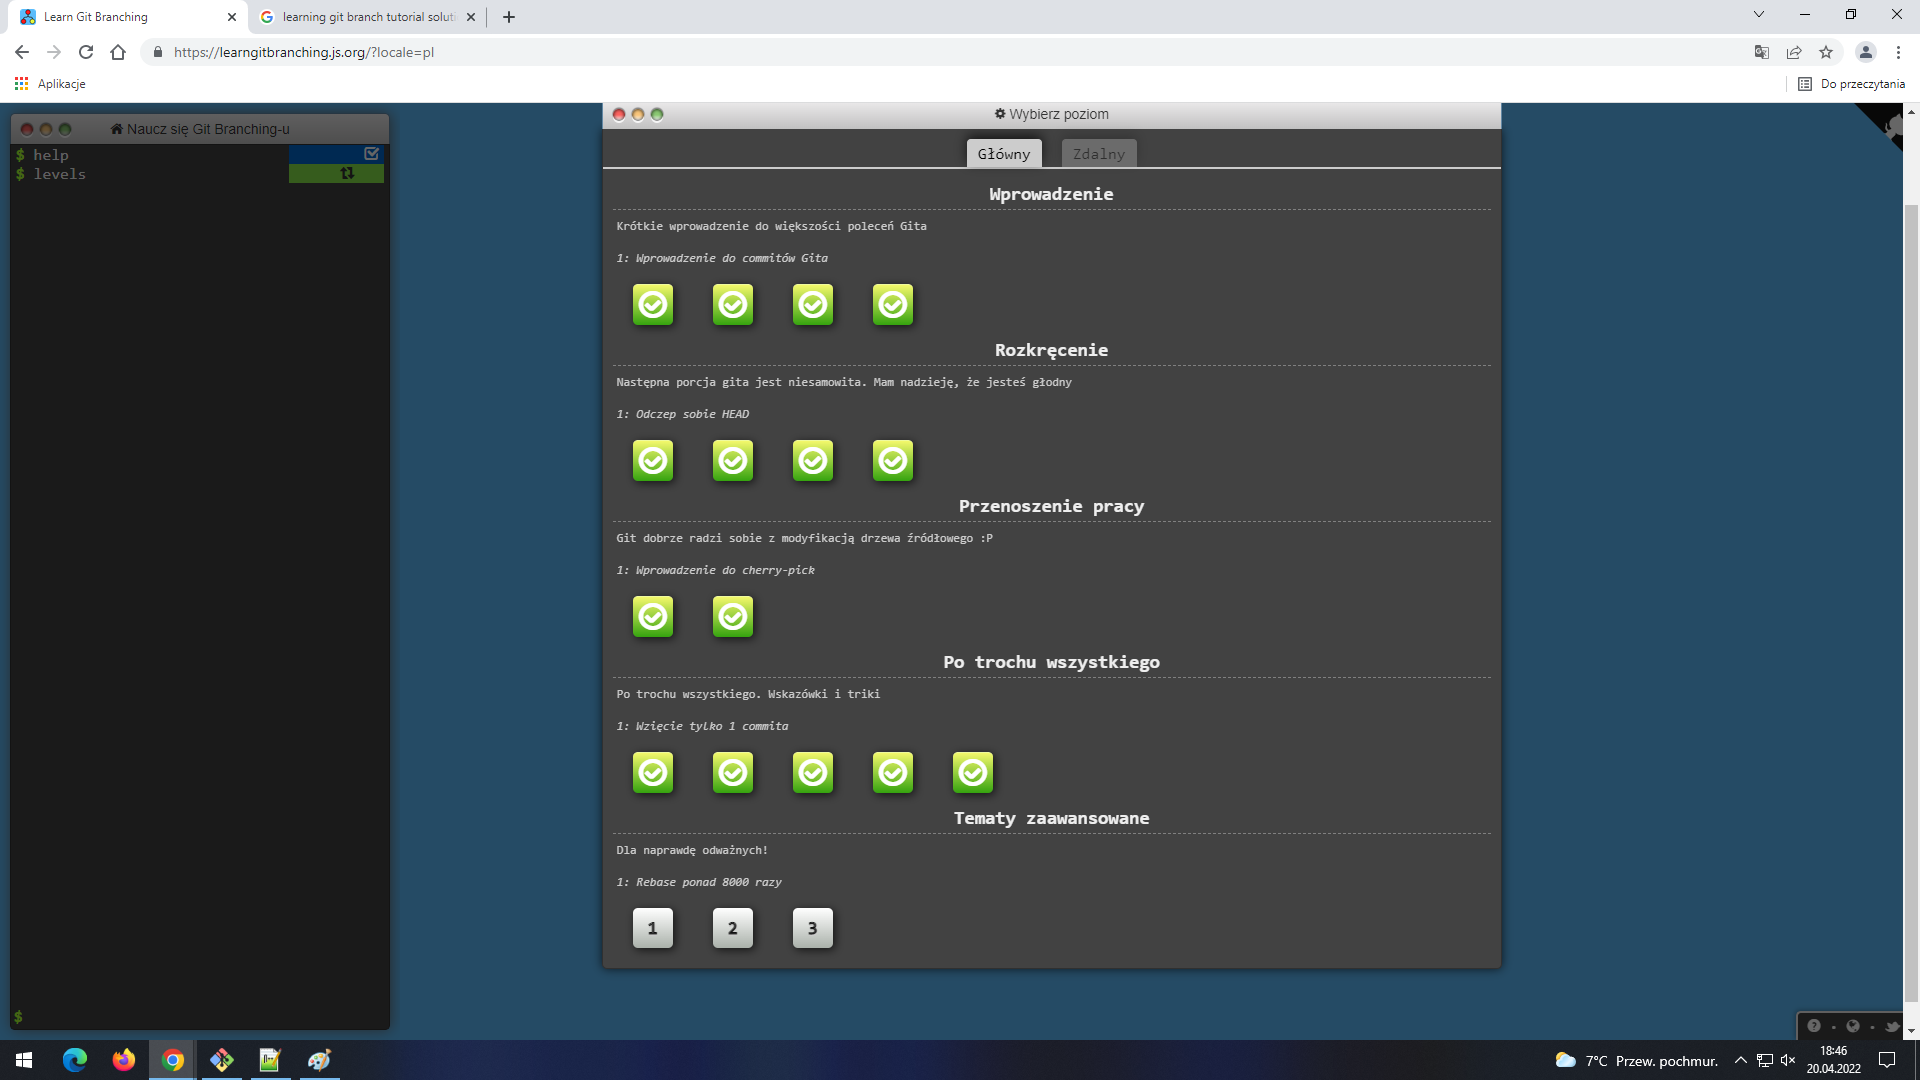 Learn Git Branching
learning git branch tutorial soluti
https://learngitbranching.js.org/?locale=pl
Aplikacje
Do przeczytania
Naucz się Git Branching-u
$ help
$ levels
$
Wybierz poziom
Główny
Zdalny
Wprowadzenie
Krótkie wprowadzenie do większości poleceń Gita
1: Wprowadzenie do commitów Gita
Rozkręcenie
Następna porcja gita jest niesamowita. Mam nadzieję, że jesteś głodny
1: Odczep sobie HEAD
Przenoszenie pracy
Git dobrze radzi sobie z modyfikacją drzewa źródłowego :P
1: Wprowadzenie do cherry-pick
Po trochu wszystkiego
Po trochu wszystkiego. Wskazówki i triki
1: Wzięcie tylko 1 commita
Tematy zaawansowane
Dla naprawdę odważnych!
1: Rebase ponad 8000 razy
1 2 3
7°C Przew. pochmur.
18:46
20.04.2022